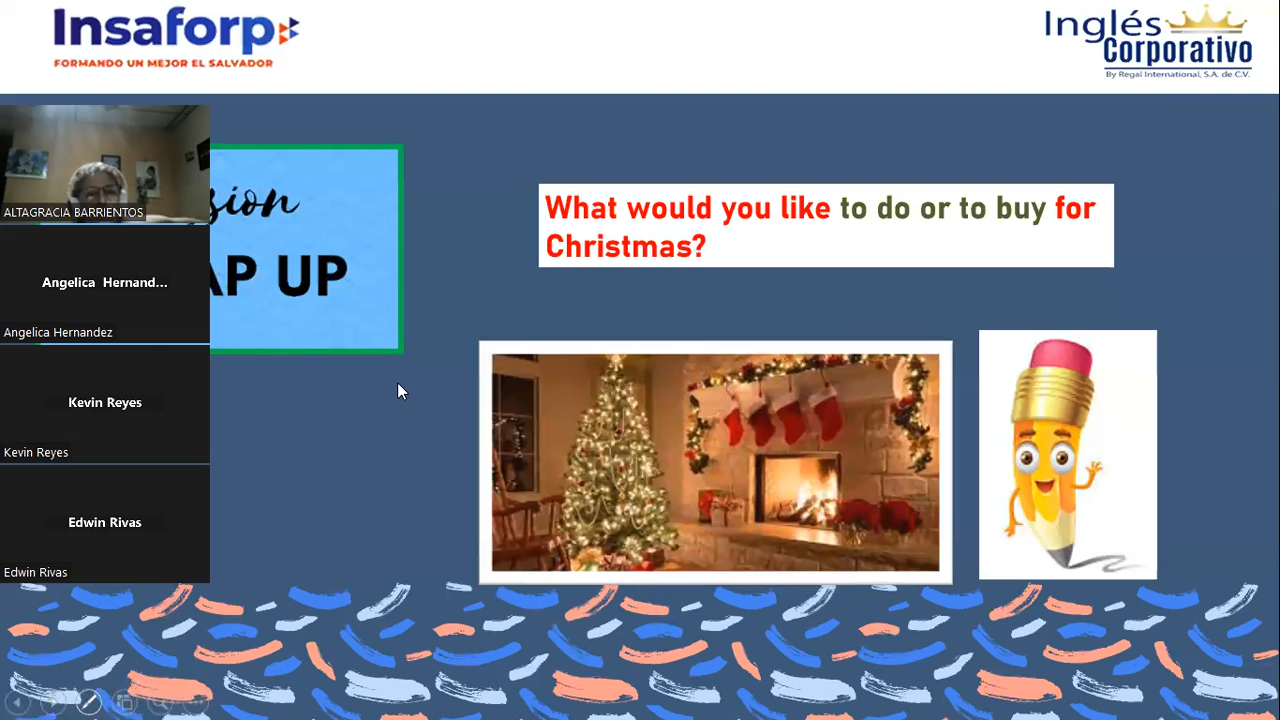 Insaforp
FORMANDO UN MEJOR EL SALVADOR
Inglés
Corporativo
By Regal International, S.A. de C.V.
ALTAGRACIA BARRIENTOS
Angelica Hernand...
Angelica Hernandez
Kevin Reyes
Kevin Reyes
Edwin Rivas
Edwin Rivas
sion
AP UP
What would you like to do or to buy for
Christmas?